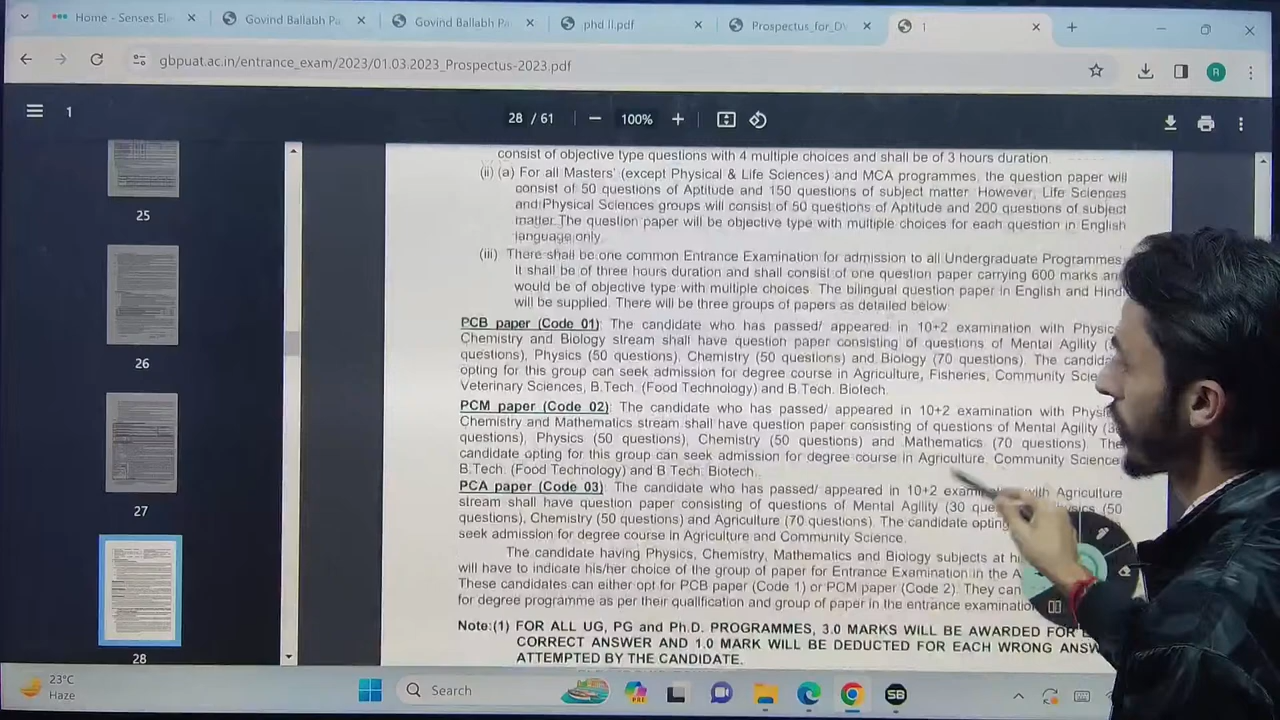 Home - Senses Ele
Govind Ballabh Pa
Govind Ballabh Pa
phd II.pdf
Prospectus_for_D
1
gbpuat.ac.in/entrance_exam/2023/01.03.2023_Prospectus-2023.pdf
R
1
28 / 61
100%
25
26
27
28
consist of objective type questions with 4 multiple choices and shall be of 3 hours duration.
(ii) (a) For all Masters' (except Physical & Life Sciences) and MCA programmes, the question paper will
consist of 50 questions of Aptitude and 150 questions of subject matter. However, Life Sciences
and Physical Sciences groups will consist of 50 questions of Aptitude and 200 questions of subject
matter. The question paper will be objective type with multiple choices for each question in English
language only.
(iii) There shall be one common Entrance Examination for admission to all Undergraduate Programmes.
It shall be of three hours duration and shall consist of one question paper carrying 600 marks an
would be of objective type with multiple choices. The bilingual question paper in English and Hind
will be supplied. There will be three groups of papers as detailed below
PCB paper (Code 01): The candidate who has passed/ appeared in 10+2 examination with Physic
Chemistry and Biology stream shall have question paper consisting of questions of Mental Agility (
questions), Physics (50 questions), Chemistry (50 questions) and Biology (70 questions). The candida
opting for this group can seek admission for degree course in Agriculture, Fisheries, Community Scie
Veterinary Sciences, B.Tech. (Food Technology) and B.Tech. Biotech.
PCM paper (Code 02): The candidate who has passed/ appeared in 10+2 examination with Physi
Chemistry and Mathematics stream shall have question paper consisting of questions of Mental Agility (3
questions), Physics (50 questions), Chemistry (50 questions) and Mathematics (70 questions). The
candidate opting for this group can seek admission for degree course in Agriculture, Community Science
B.Tech. (Food Technology) and B.Tech. Biotech.
PCA paper (Code 03): The candidate who has passed/ appeared in 10+2 examination with Agriculture
stream shall have question paper consisting of questions of Mental Agility (30 (50
questions), Chemistry (50 questions) and Agriculture (70 questions). The candidate opting
seek admission for degree course in Agriculture and Community Science.
The candidate having Physics, Chemistry, Mathematics and Biology subjects at
will have to indicate his/her choice of the group of paper for Entrance Examination in the A
These candidates can either opt for PCB paper (Code 1) or PCM paper (Code 2). They can
for degree programme as per their qualification and group of paper in the entrance examinatio
Note:(1) FOR ALL UG, PG and Ph.D. PROGRAMMES, 3.0 MARKS WILL BE AWARDED FOR
CORRECT ANSWER AND 1.0 MARK WILL BE DEDUCTED FOR EACH WRONG ANSW
ATTEMPTED BY THE CANDIDATE.
23°C
Haze
Search
PRE
SB